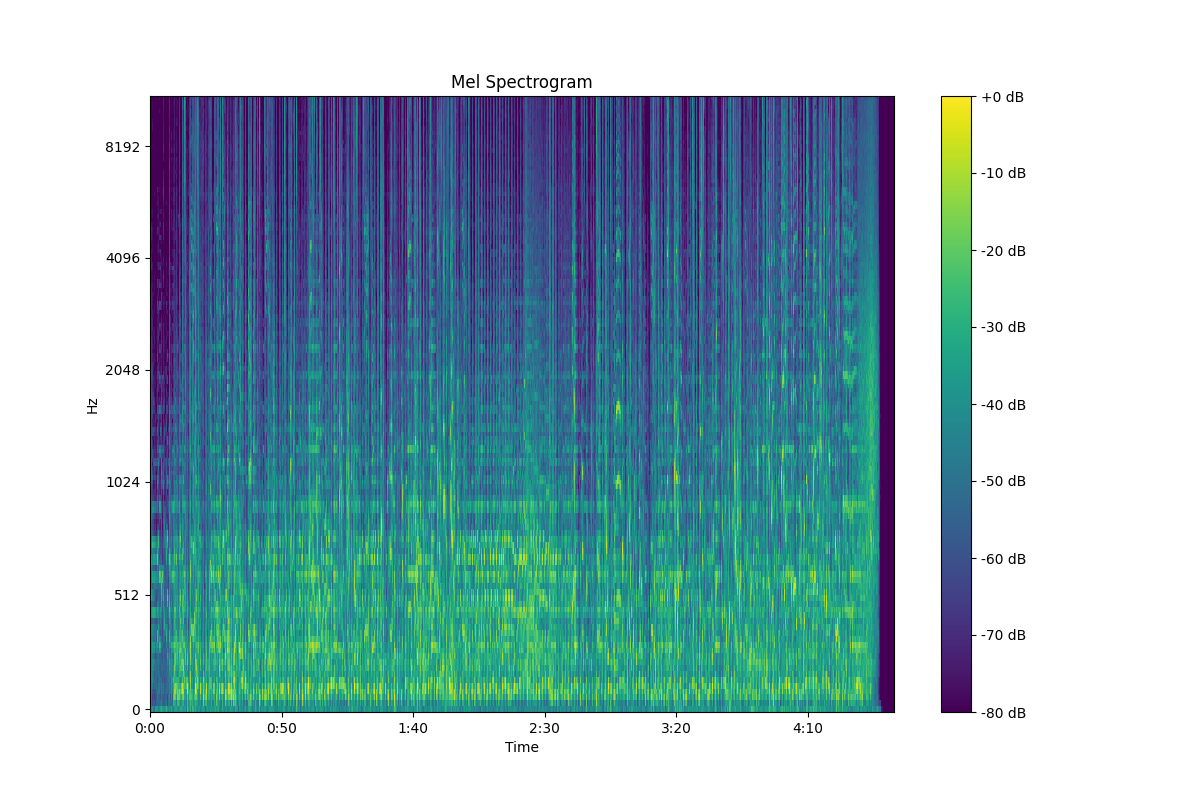 Mel Spectrogram
Hz
8192
4096
2048
1024
512
0
0:00 0:50 1:40 2:30 3:20 4:10
Time
+0 dB
-10 dB
-20 dB
-30 dB
-40 dB
-50 dB
-60 dB
-70 dB
-80 dB